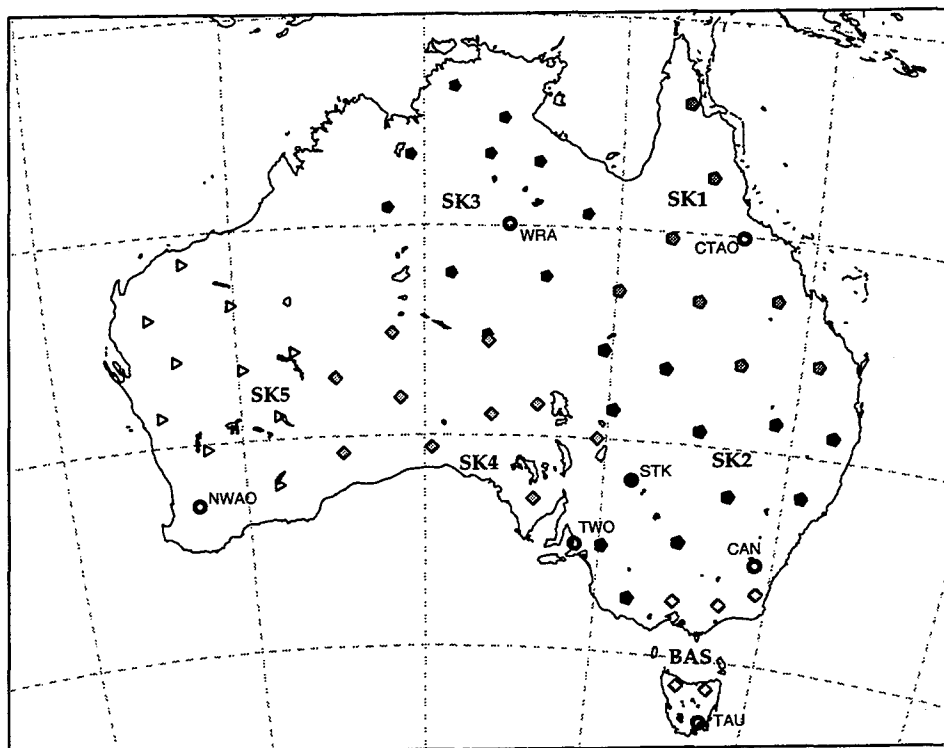 SK3
SK1
WRA
CTAO
SK5
SK4
SK2
STK
NWAO
TWO
CAN
BAS
TAU